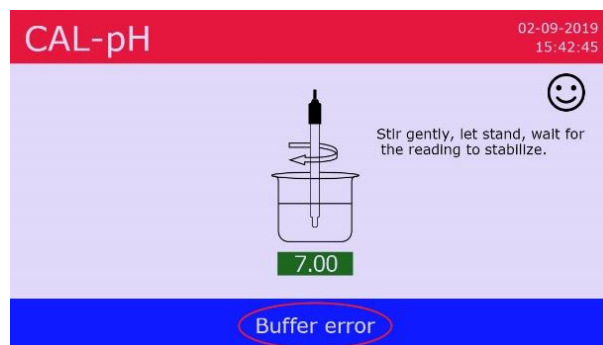 CAL-pH
02-09-2019
15:42:45
Stir gently, let stand, wait for
the reading to stabilize.
7.00
Buffer error